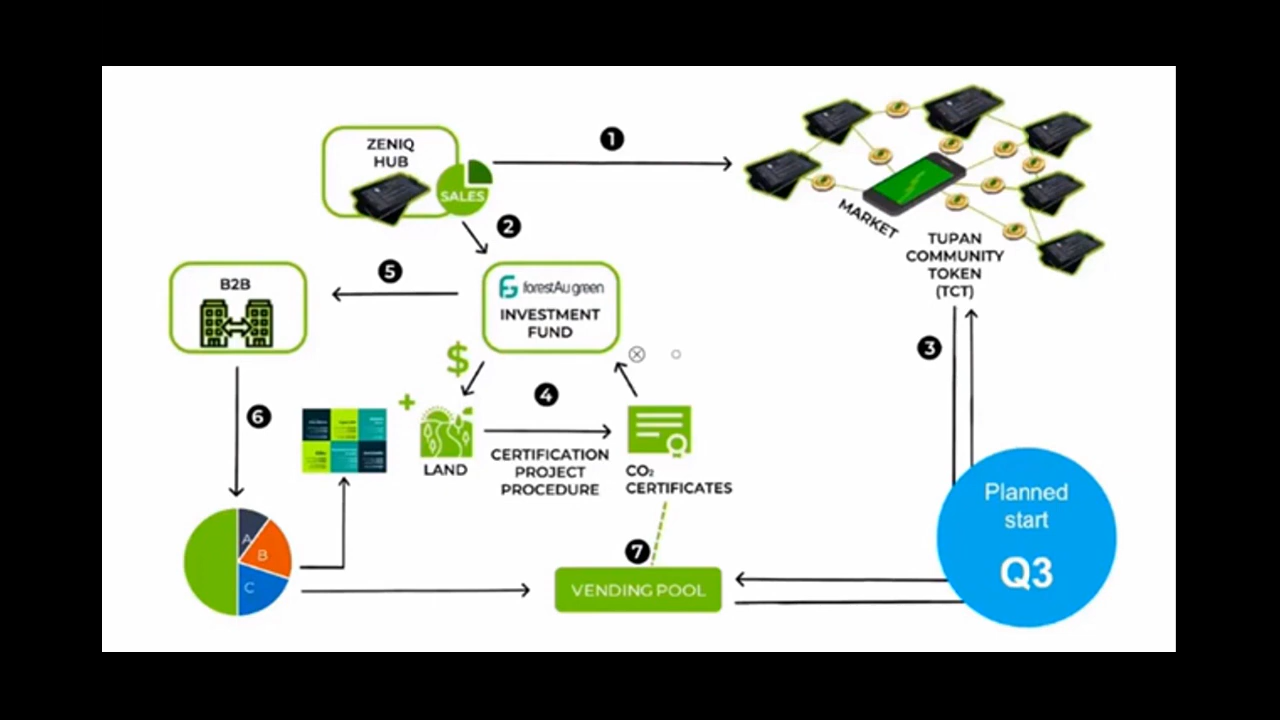 ZENIQ
HUB
SALES
1
2
MARKET
TUPAN
COMMUNITY
TOKEN
(TCT)
5
B2B
forestAu green
INVESTMENT
FUND
3
$
4
6
+
LAND
CERTIFICATION
PROJECT
PROCEDURE
CO₂
CERTIFICATES
Planned
start
Q3
A
B
C
7
VENDING POOL